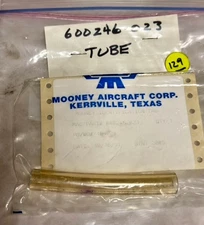 600246-023
TUBE
129
MOONEY AIRCRAFT CORP.
KERRVILLE, TEXAS